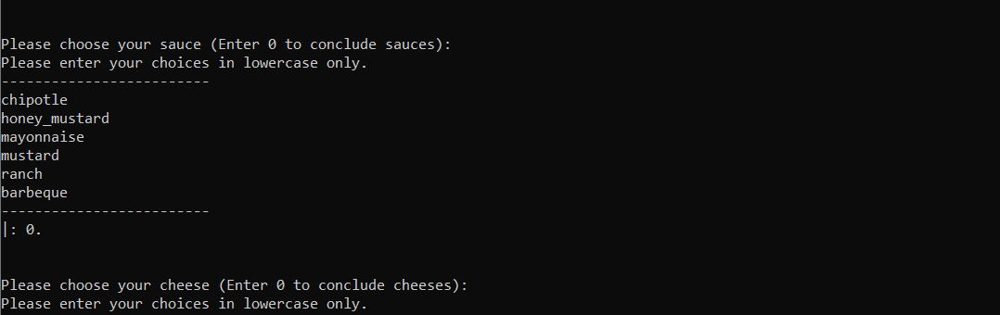 Please choose your sauce (Enter 0 to conclude sauces):
Please enter your choices in lowercase only.
-------------------------
chipotle
honey_mustard
mayonnaise
mustard
ranch
barbeque
-------------------------
|: 0.
Please choose your cheese (Enter 0 to conclude cheeses):
Please enter your choices in lowercase only.